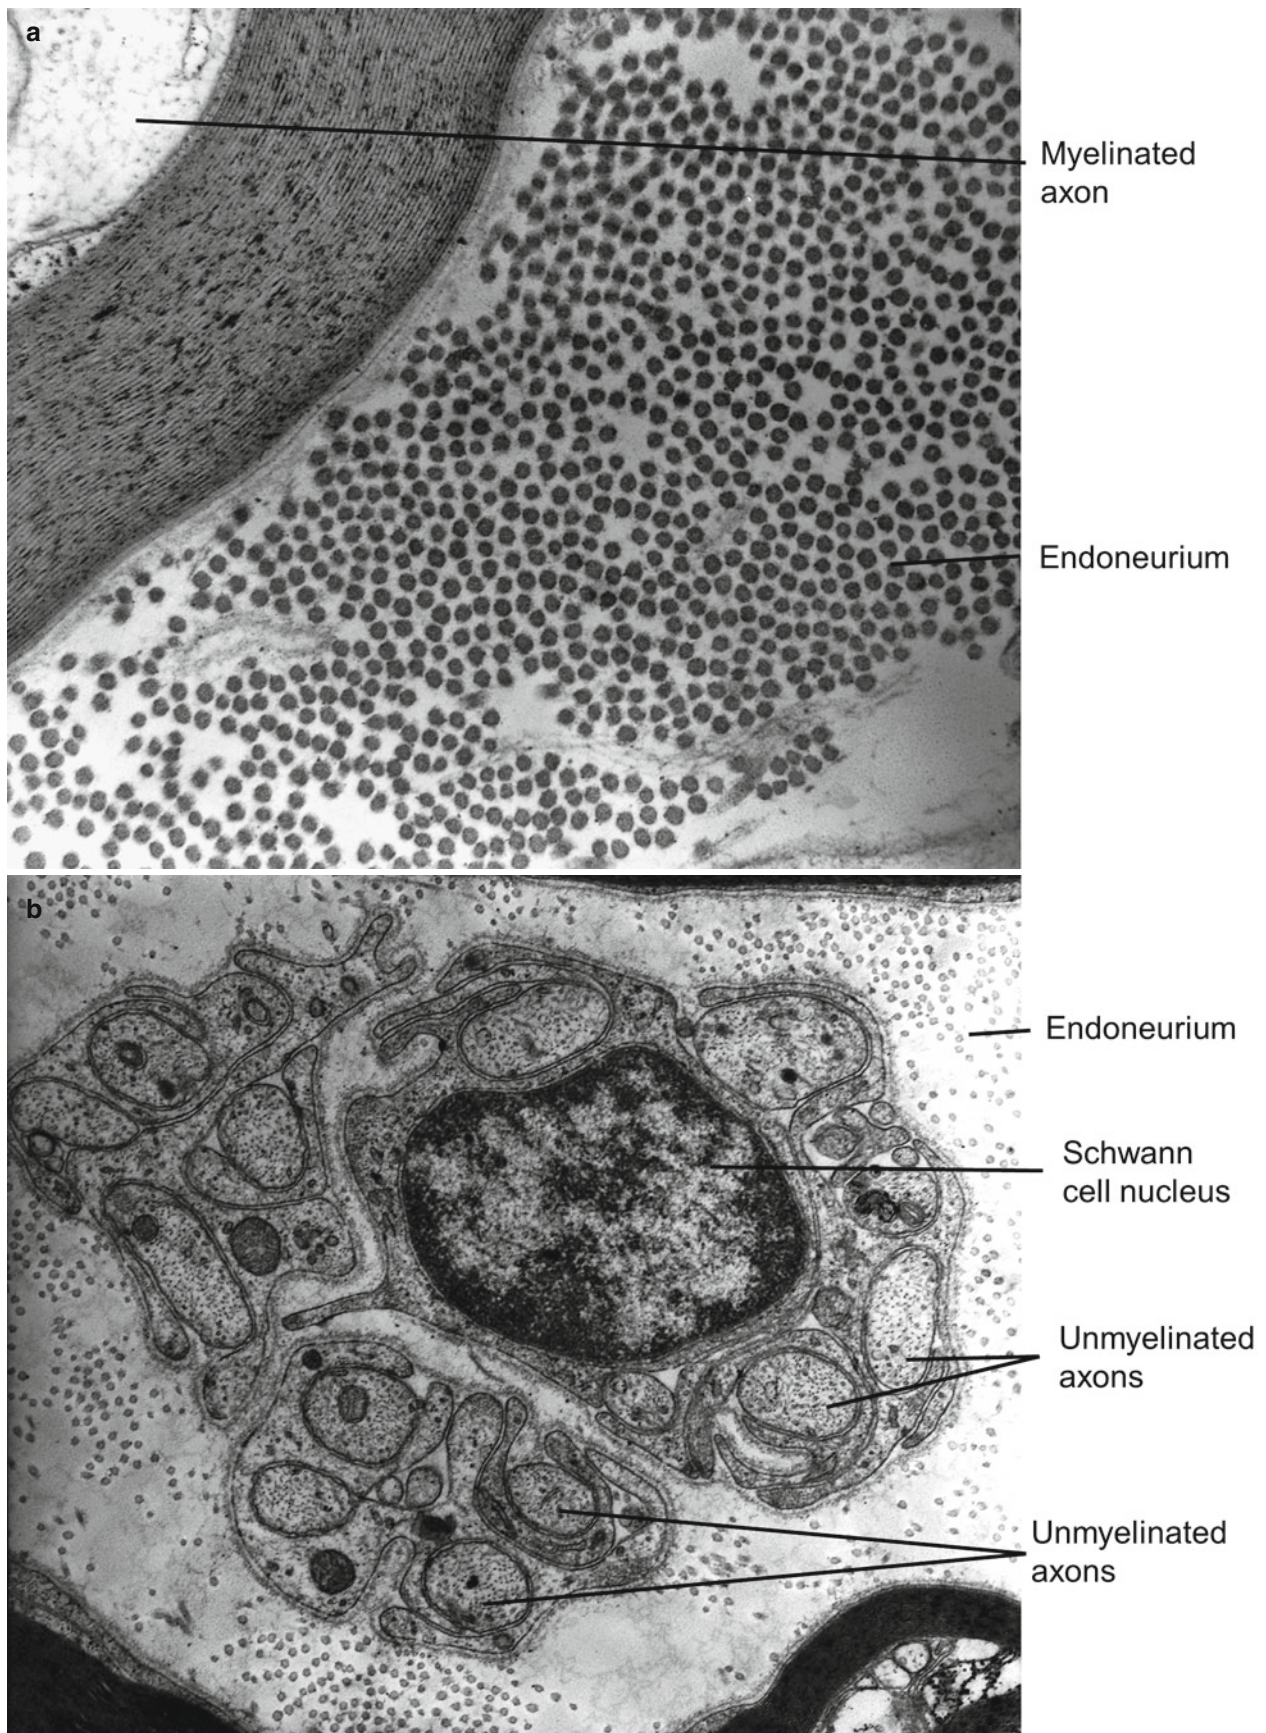 a
Myelinated
axon
Endoneurium
b
Endoneurium
Schwann
cell nucleus
Unmyelinated
axons
Unmyelinated
axons